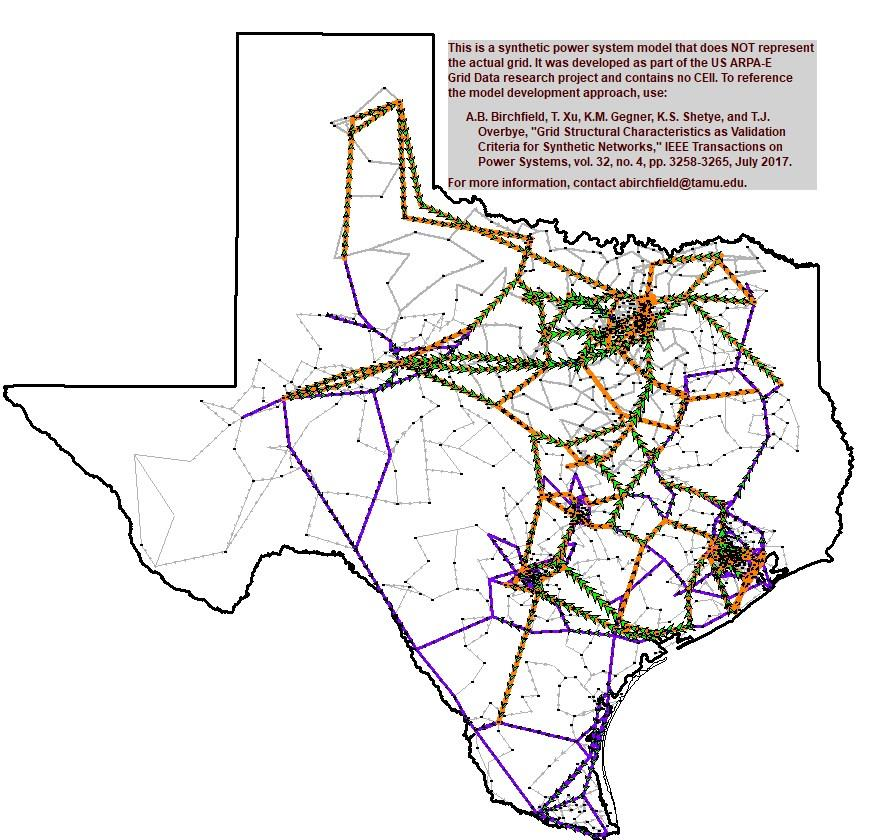 This is a synthetic power system model that does NOT represent
the actual grid. It was developed as part of the US ARPA-E
Grid Data research project and contains no CEII. To reference
the model development approach, use:
A.B. Birchfield, T. Xu, K.M. Gegner, K.S. Shetye, and T.J.
Overbye, "Grid Structural Characteristics as Validation
Criteria for Synthetic Networks," IEEE Transactions on
Power Systems, vol. 32, no. 4, pp. 3258-3265, July 2017.
For more information, contact abirchfield@tamu.edu.